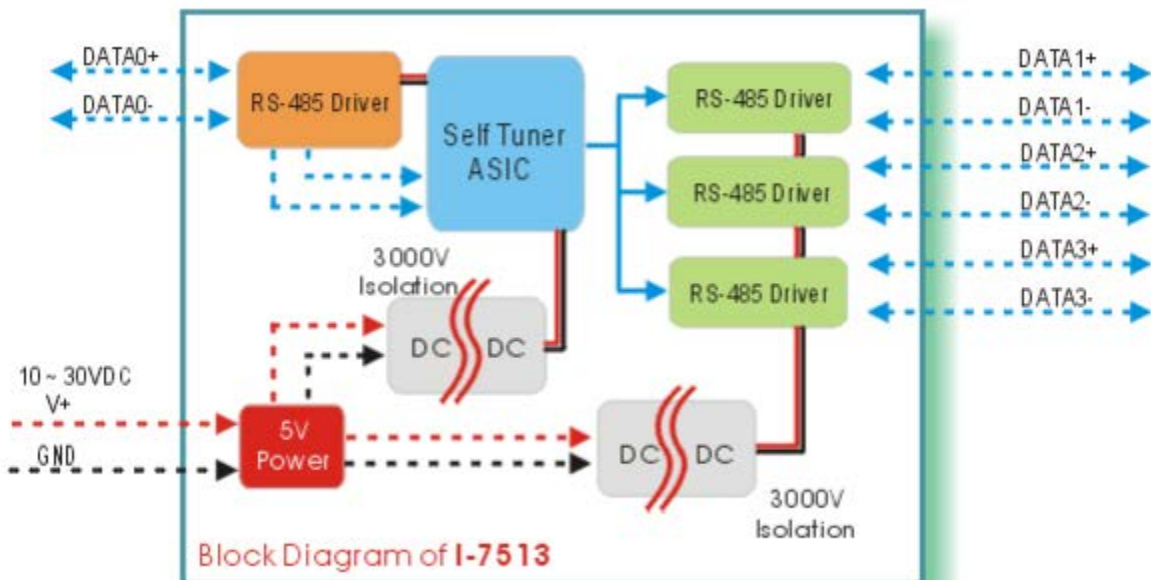 DATA0+
DATA0-
RS-485 Driver
Self Tuner
ASIC
RS-485 Driver
RS-485 Driver
RS-485 Driver
DATA1+
DATA1-
DATA2+
DATA2-
DATA3+
DATA3-
3000V
Isolation
DC DC
10 ~ 30VDC
V+
GND
5V
Power
DC DC
3000V
Isolation
Block Diagram of I-7513